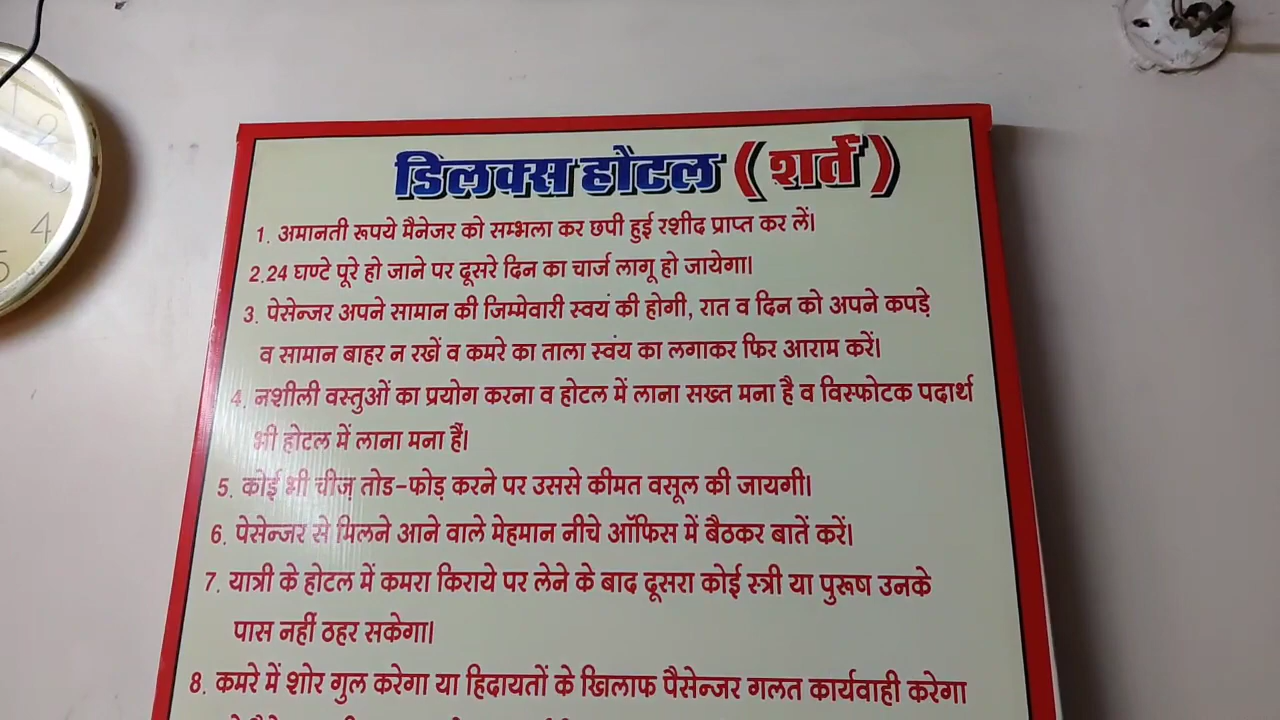 डिलक्स होटल (शर्तें)
1. अमानती रूपये मैनेजर को सम्भला कर छपी हुई रशीद प्राप्त कर लें।
2.24 घण्टे पूरे हो जाने पर दूसरे दिन का चार्ज लागू हो जायेगा।
3. पेसेन्जर अपने सामान की जिम्मेवारी स्वयं की होगी, रात व दिन को अपने कपड़े
व सामान बाहर न रखें व कमरे का ताला स्वंय का लगाकर फिर आराम करें।
4. नशीली वस्तुओं का प्रयोग करना व होटल में लाना सख्त मना है व विस्फोटक पदार्थ
भी होटल में लाना मना हैं।
5. कोई भी चीज़ तोड-फोड़ करने पर उससे कीमत वसूल की जायगी।
6. पेसेन्जर से मिलने आने वाले मेहमान नीचे ऑफिस में बैठकर बातें करें।
7. यात्री के होटल में कमरा किराये पर लेने के बाद दूसरा कोई स्त्री या पुरूष उनके
पास नहीं ठहर सकेगा।
8. कमरे में शोर गुल करेगा या हिदायतों के खिलाफ पैसेन्जर गलत कार्यवाही करेगा
2
3
4
5